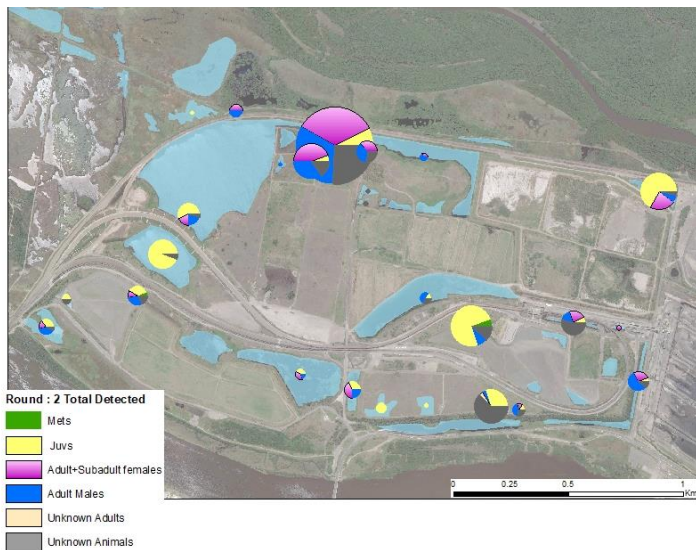 Round : 2 Total Detected
Mets
Juvs
Adult+Subadult females
Adult Males
Unknown Adults
Unknown Animals
0 0.25 0.5 1
Km